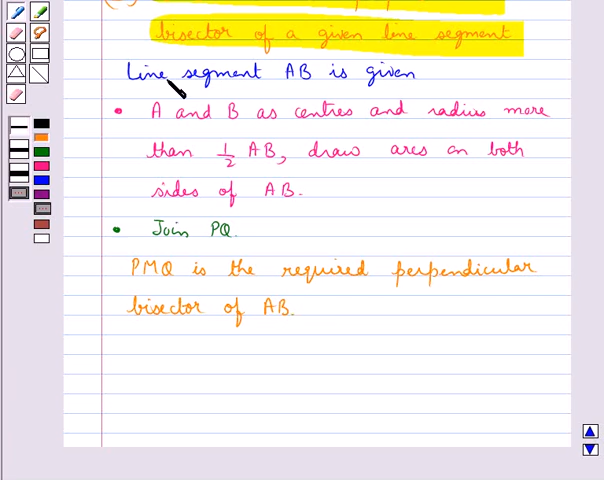 bisector of a given line segment
Line segment AB is given
• A and B as centres and radius more
than 1/2 AB, draw arcs on both
sides of AB.
• Join PQ.
PMQ is the required perpendicular
bisector of AB.